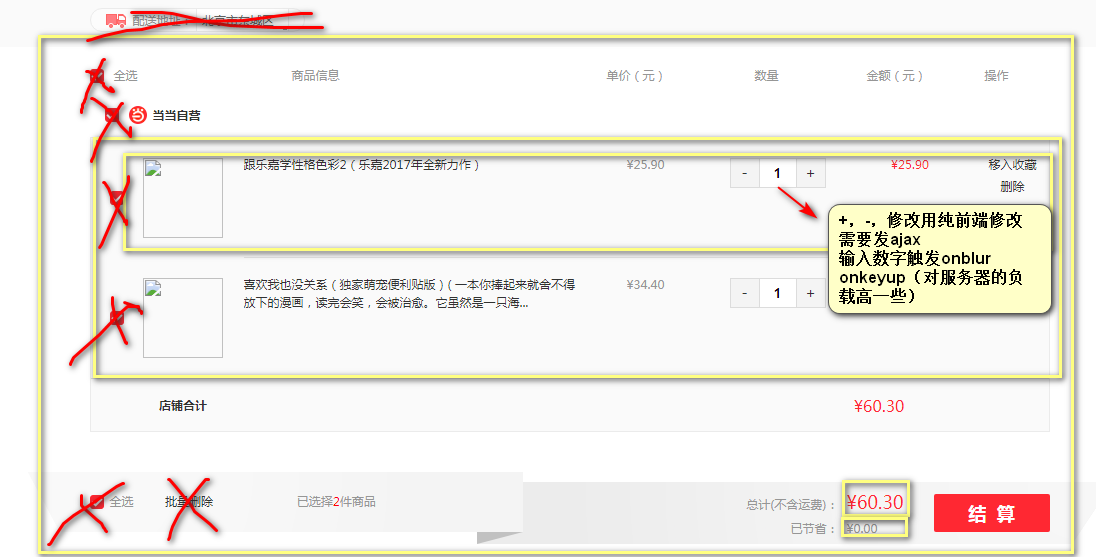 配送地址： 北京市东城区
全选 商品信息 单价（元） 数量 金额（元） 操作
当当自营
跟乐嘉学性格色彩2（乐嘉2017年全新力作） ¥25.90 - 1 + ¥25.90 移入收藏
删除
+，-，修改用纯前端修改
需要发ajax
输入数字触发onblur
onkeyup（对服务器的负
载高一些）
喜欢我也没关系（独家萌宠便利贴版）( 一本你捧起来就舍不得 ¥34.40 - 1 +
放下的漫画，读完会笑，会被治愈。它虽然是一只海...
店铺合计 ¥60.30
全选 批量删除 已选择2件商品 总计(不含运费)： ¥60.30 结 算
已节省： ¥0.00